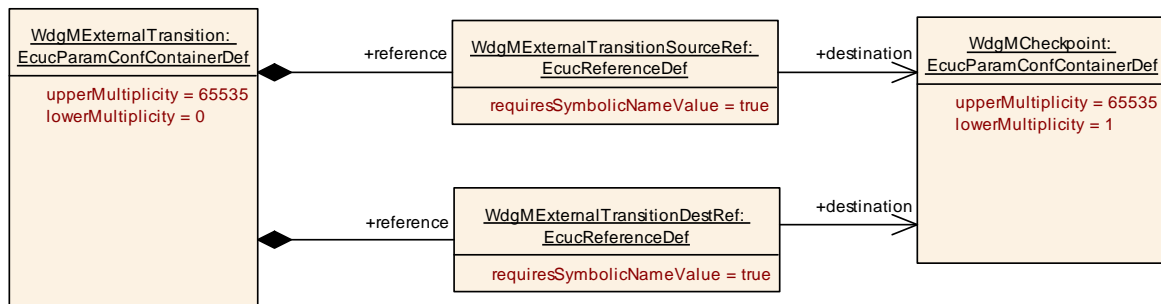 WdgMExternalTransition:
EcucParamConfContainerDef
upperMultiplicity = 65535
lowerMultiplicity = 0
+reference
WdgMExternalTransitionSourceRef:
EcucReferenceDef
requiresSymbolicNameValue = true
+destination
WdgMCheckpoint:
EcucParamConfContainerDef
upperMultiplicity = 65535
lowerMultiplicity = 1
+reference
WdgMExternalTransitionDestRef:
EcucReferenceDef
requiresSymbolicNameValue = true
+destination